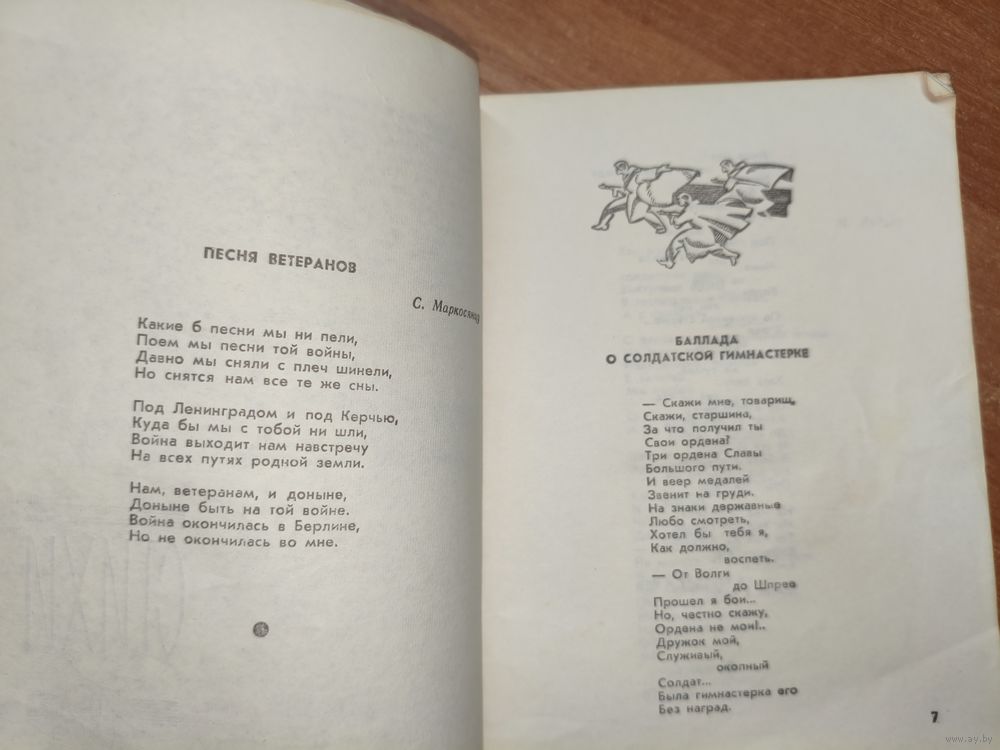 ПЕСНЯ ВЕТЕРАНОВ
С. Маркосянцу
Какие б песни мы ни пели,
Поем мы песни той войны,
Давно мы сняли с плеч шинели,
Но снятся нам все те же сны.
Под Ленинградом и под Керчью,
Куда бы мы с тобой ни шли,
Война выходит нам навстречу
На всех путях родной земли.
Нам, ветеранам, и доныне,
Доныне быть на той войне.
Война окончилась в Берлине,
Но не окончилась во мне.
БАЛЛАДА
О СОЛДАТСКОЙ ГИМНАСТЕРКЕ
— Скажи мне, товарищ,
Скажи, старшина,
За что получил ты
Свои ордена?
Три ордена Славы
Большого пути.
И веер медалей
Звенит на груди.
На знаки державные
Любо смотреть,
Хотел бы тебя я,
Как должно,
воспеть.
— От Волги
до Шпрее
Прошел я бои...
Но, честно скажу,
Ордена не мои!..
Дружок мой,
Служивый,
окопный
Солдат...
Была гимнастерка его
Без наград.
7
www.ay.by